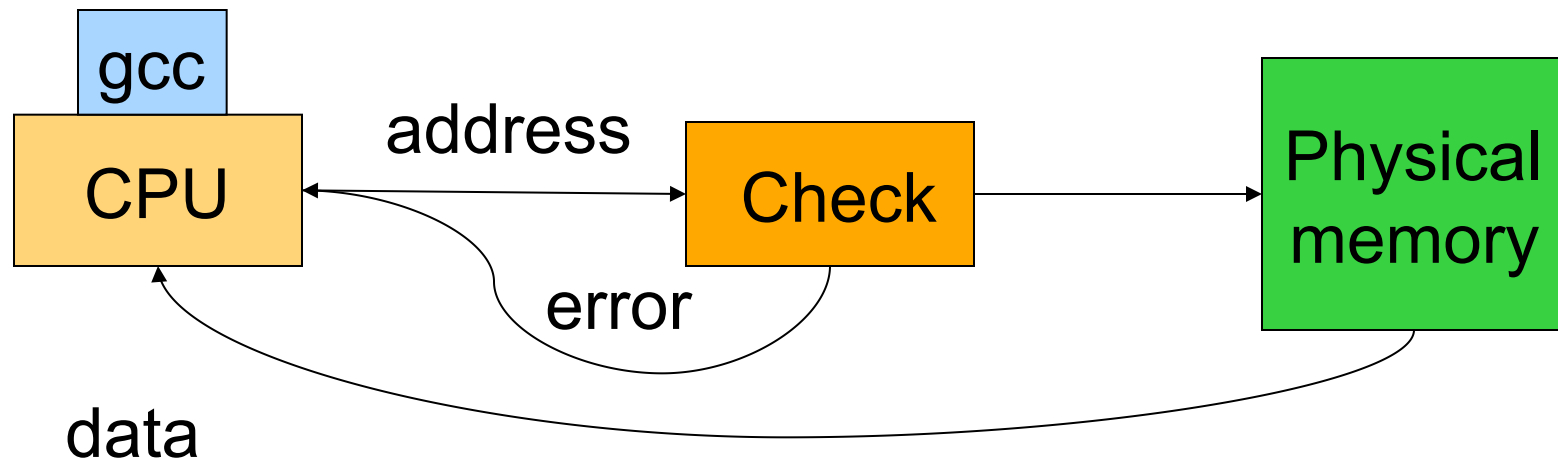 gcc
CPU
address
Check
Physical
memory
error
data